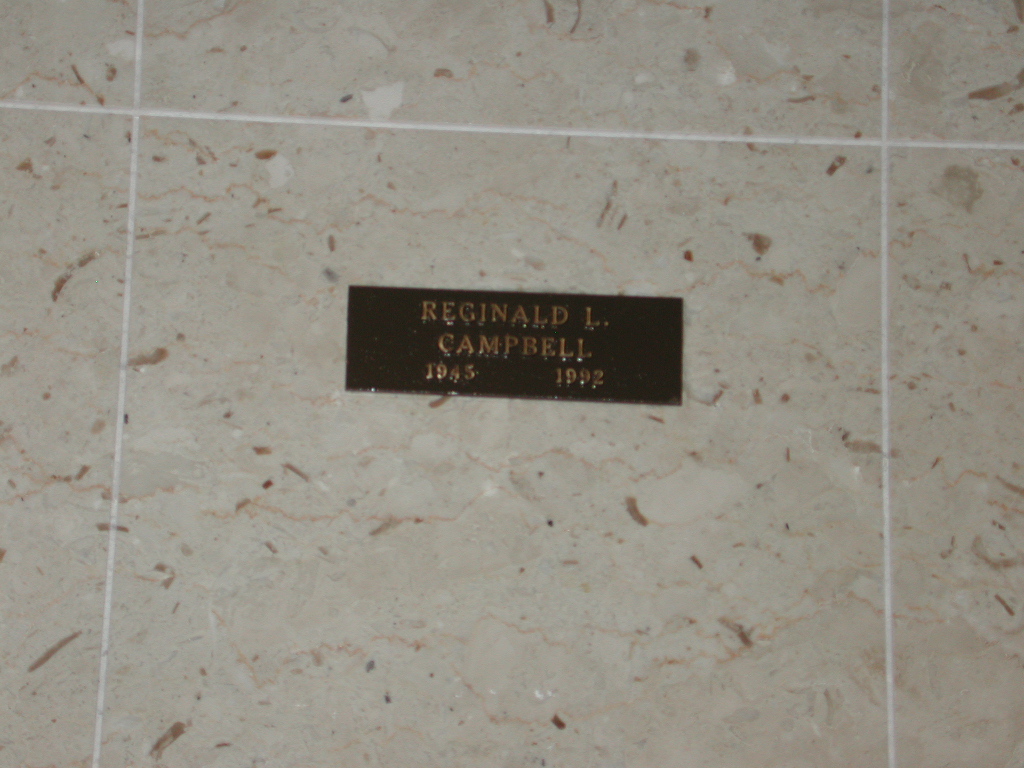 REGINALD L.
CAMPBELL
1945 1992